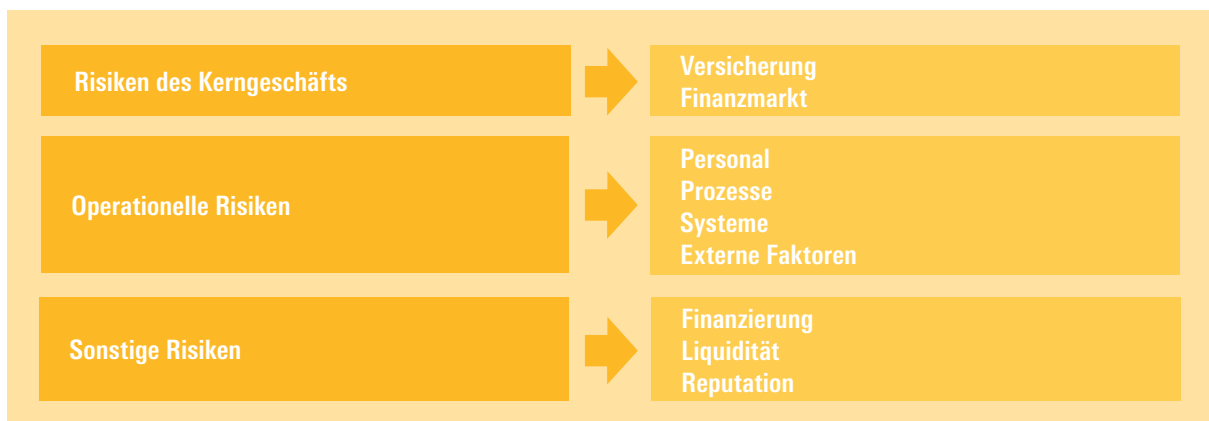 Risiken des Kerngeschäfts
Versicherung
Finanzmarkt
Operationelle Risiken
Personal
Prozesse
Systeme
Externe Faktoren
Sonstige Risiken
Finanzierung
Liquidität
Reputation